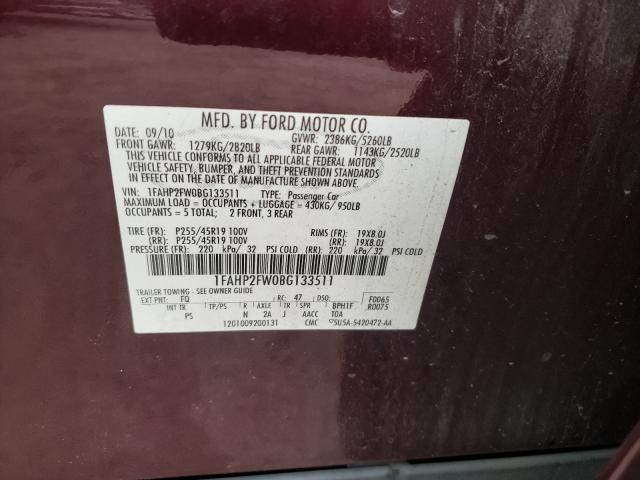 MFD. BY FORD MOTOR CO.
DATE: 09/10 GVWR: 2386KG/5260LB
FRONT GAWR: 1279KG/2820LB REAR GAWR: 1143KG/2520LB
THIS VEHICLE CONFORMS TO ALL APPLICABLE FEDERAL MOTOR
VEHICLE SAFETY, BUMPER, AND THEFT PREVENTION STANDARDS
IN EFFECT ON THE DATE OF MANUFACTURE SHOWN ABOVE.
VIN: 1FAHP2FW0BG133511 TYPE: Passenger Car
MAXIMUM LOAD = OCCUPANTS + LUGGAGE = 430KG/ 950LB
OCCUPANTS = 5 TOTAL; 2 FRONT, 3 REAR
TIRE (FR): P255/45R19 100V RIMS (FR): 19X8.0J
(RR): P255/45R19 100V (RR): 19X8.0J
PRESSURE (FR): 220 kPa/ 32 PSI COLD (RR): 220 kPa/ 32 PSI COLD
1FAHP2FW0BG133511
TRAILER TOWING - SEE OWNER GUIDE
EXT PNT: FQ RC: 47 DSO: F0065
INT TR TP/PS R AXLE TR SPR BPHTF R0075
PS N 2A J AACC TOA
1201009200131 CMC ▽5U5A-5420472-AA